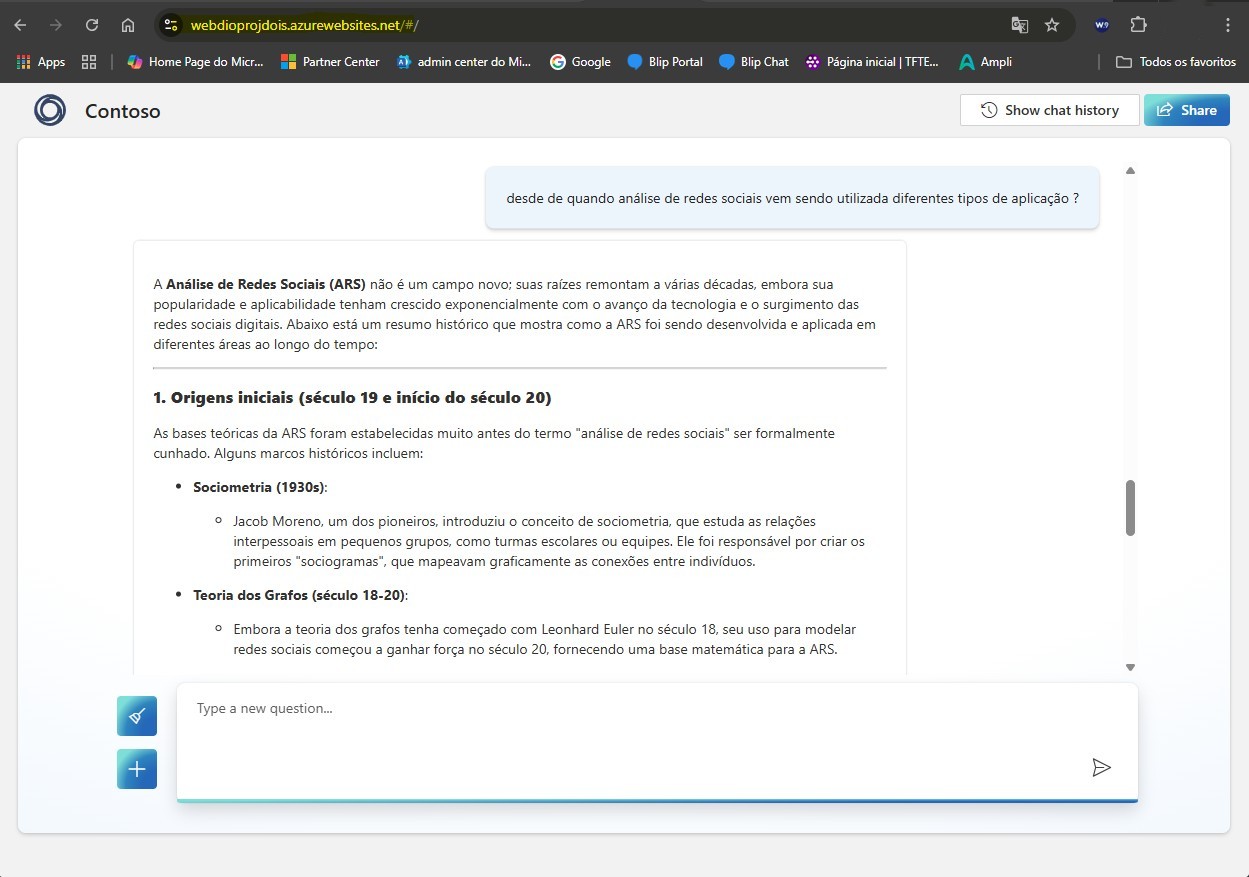 webdioprojdois.azurewebsites.net/#/
W?
Apps
Home Page do Micr...
Partner Center
admin center do Mi...
Google
Blip Portal
Blip Chat
Página inicial | TFTE...
Ampli
Todos os favoritos
Contoso
Show chat history
Share
desde de quando análise de redes sociais vem sendo utilizada diferentes tipos de aplicação ?
A Análise de Redes Sociais (ARS) não é um campo novo; suas raízes remontam a várias décadas, embora sua
popularidade e aplicabilidade tenham crescido exponencialmente com o avanço da tecnologia e o surgimento das
redes sociais digitais. Abaixo está um resumo histórico que mostra como a ARS foi sendo desenvolvida e aplicada em
diferentes áreas ao longo do tempo:
1. Origens iniciais (século 19 e início do século 20)
As bases teóricas da ARS foram estabelecidas muito antes do termo "análise de redes sociais" ser formalmente
cunhado. Alguns marcos históricos incluem:
• Sociometria (1930s):
Jacob Moreno, um dos pioneiros, introduziu o conceito de sociometria, que estuda as relações
interpessoais em pequenos grupos, como turmas escolares ou equipes. Ele foi responsável por criar os
primeiros "sociogramas", que mapeavam graficamente as conexões entre indivíduos.
• Teoria dos Grafos (século 18-20):
Embora a teoria dos grafos tenha começado com Leonhard Euler no século 18, seu uso para modelar
redes sociais começou a ganhar força no século 20, fornecendo uma base matemática para a ARS.
Type a new question...